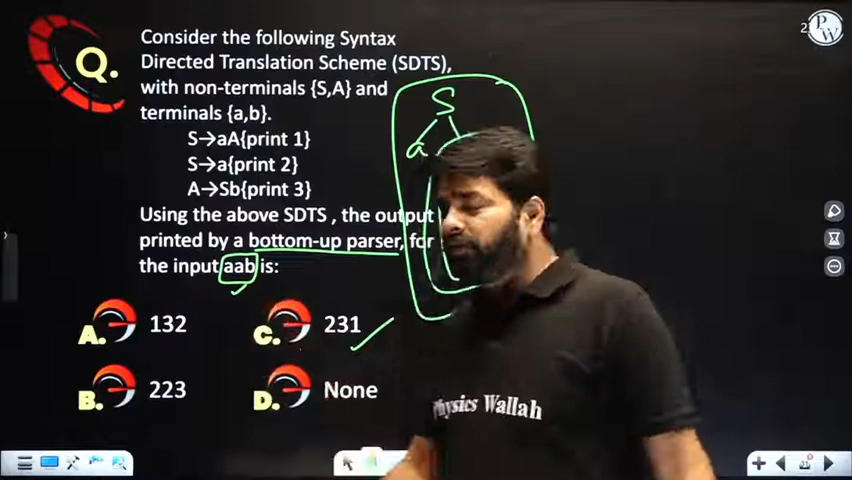 Q.
Consider the following Syntax
Directed Translation Scheme (SDTS),
with non-terminals {S,A} and
terminals {a,b}.
S→aA{print 1}
S→a{print 2}
A→Sb{print 3}
Using the above SDTS , the output
printed by a bottom-up parser, for
the input aab is:
A. 132
C. 231
B. 223
D. None
S
a
P
W
Physics Wallah